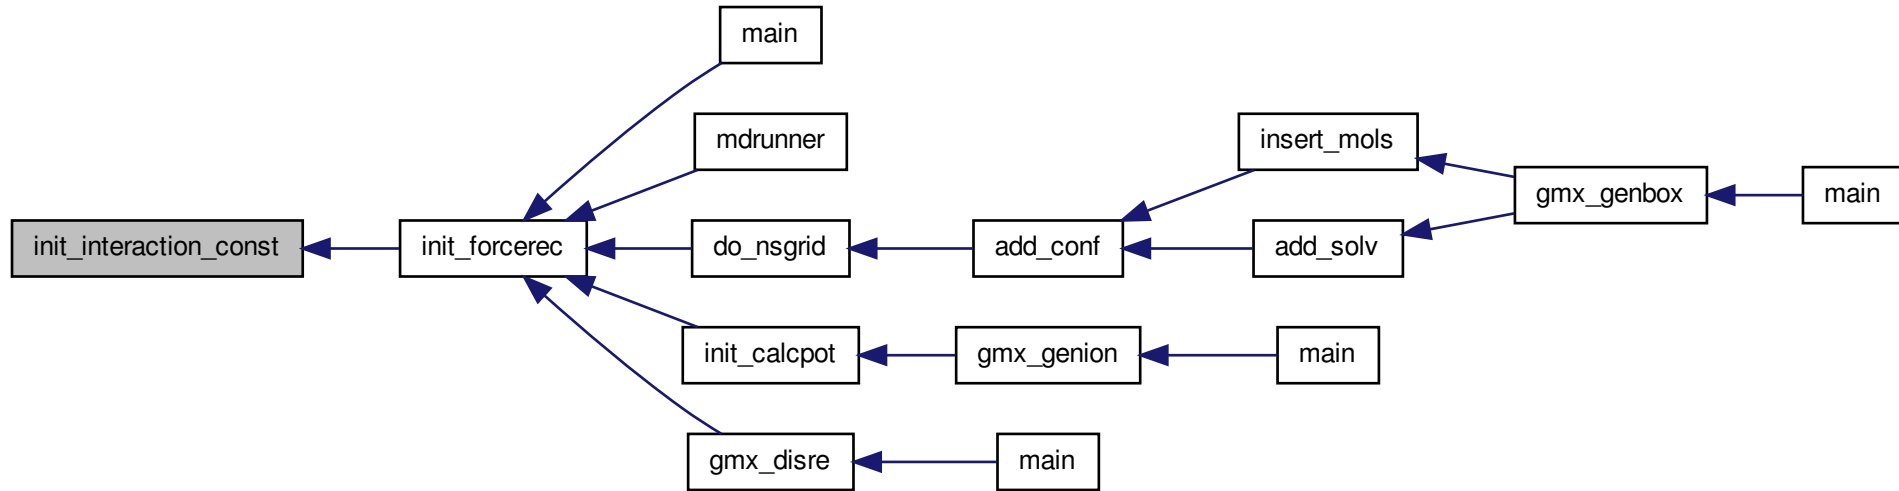 main
mdrunner
insert_mols
gmx_genbox
main
init_interaction_const
init_forcerec
do_nsgrid
add_conf
add_solv
init_calcpot
gmx_genion
main
gmx_disre
main